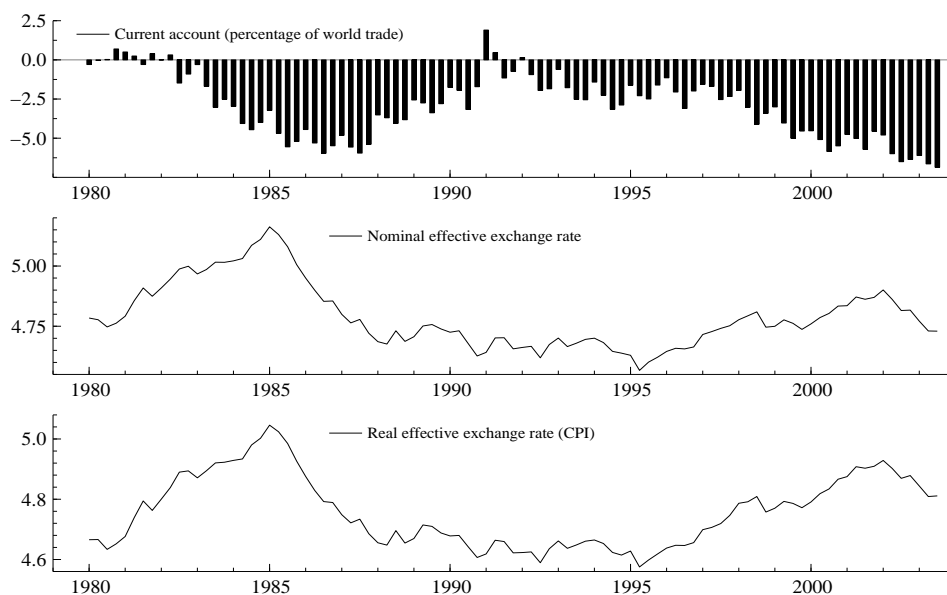 2.5
Current account (percentage of world trade)
0.0
−2.5
−5.0
1980 1985 1990 1995 2000
Nominal effective exchange rate
5.00
4.75
1980 1985 1990 1995 2000
5.0
Real effective exchange rate (CPI)
4.8
4.6
1980 1985 1990 1995 2000